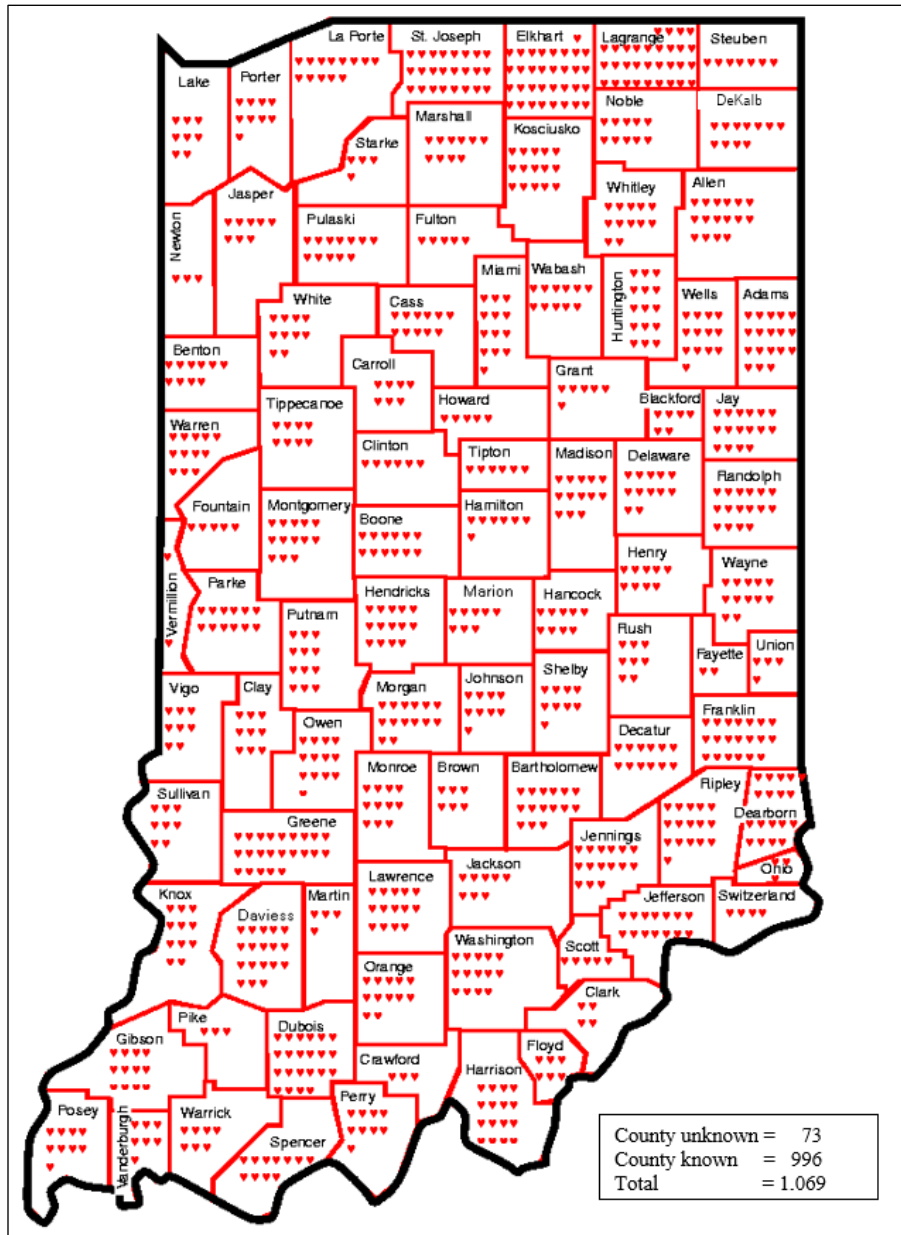 La Porte
St. Joseph
Elkhart
Lagrange
Steuben
Lake
Porter
Noble
DeKalb
Marshall
Kosciusko
Starke
Whitley
Allen
Jasper
Newton
Pulaski
Fulton
Miami
Wabash
Huntington
White
Cass
Wells
Adams
Benton
Carroll
Grant
Tippecanoe
Howard
Blackford
Jay
Warren
Clinton
Tipton
Madison
Delaware
Randolph
Fountain
Montgomery
Boone
Hamilton
Henry
Wayne
Vermillion
Parke
Putnam
Hendricks
Marion
Hancock
Rush
Fayette
Union
Vigo
Clay
Morgan
Johnson
Shelby
Owen
Decatur
Franklin
Monroe
Brown
Bartholomew
Ripley
Dearborn
Sullivan
Greene
Jennings
Jackson
Ohio
Lawrence
Knox
Daviess
Martin
Jefferson
Switzerland
Washington
Scott
Orange
Clark
Pike
Dubois
Gibson
Crawford
Floyd
Harrison
Posey
Vanderburgh
Warrick
Perry
Spencer
County unknown = 73
County known = 996
Total = 1.069